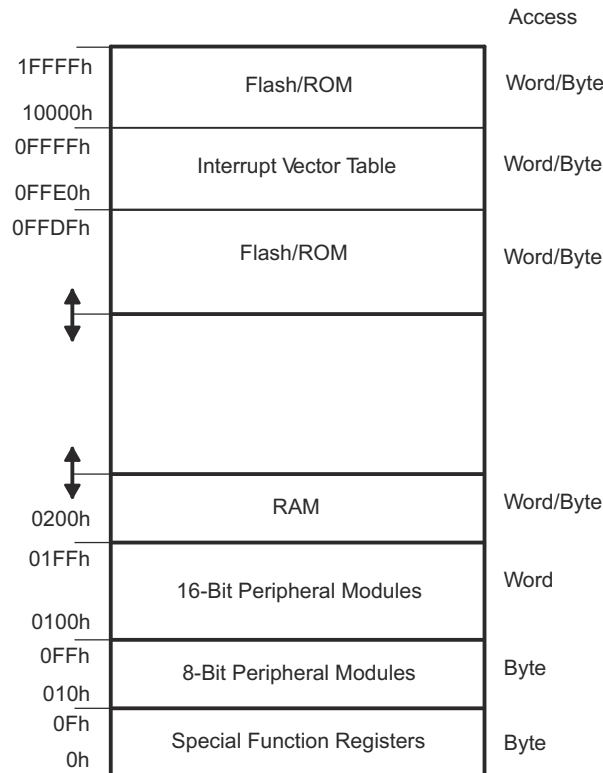 Access
1FFFFh
Flash/ROM Word/Byte
10000h
0FFFFh
Interrupt Vector Table Word/Byte
0FFE0h
0FFDFh
Flash/ROM Word/Byte
RAM Word/Byte
0200h
01FFh
16-Bit Peripheral Modules Word
0100h
0FFh
8-Bit Peripheral Modules Byte
010h
0Fh
Special Function Registers Byte
0h